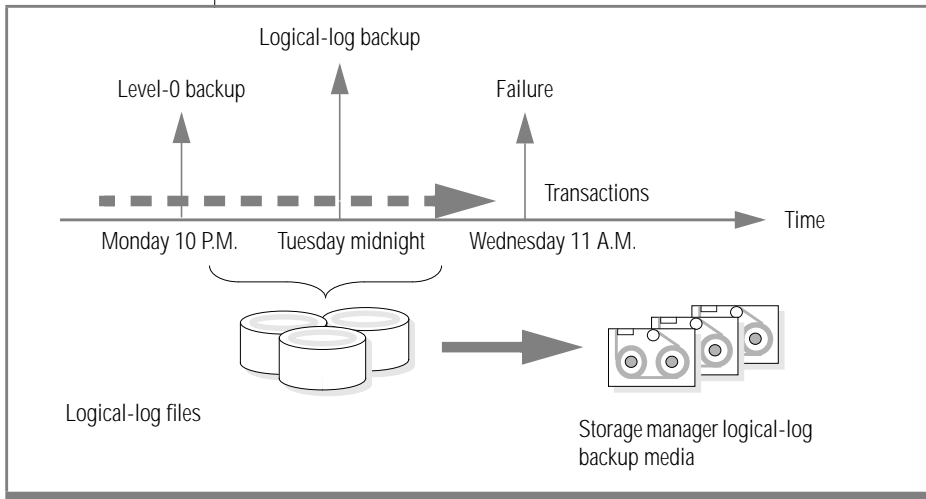 Logical-log backup
Level-0 backup
Failure
Transactions
Time
Monday 10 P.M.
Tuesday midnight
Wednesday 11 A.M.
Logical-log files
Storage manager logical-log
backup media